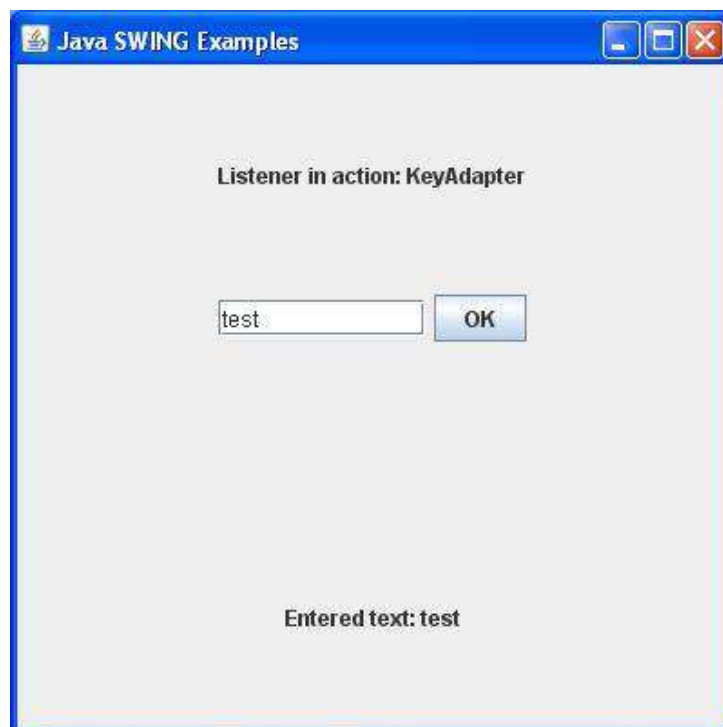 Java SWING Examples
Listener in action: KeyAdapter
test
OK
Entered text: test